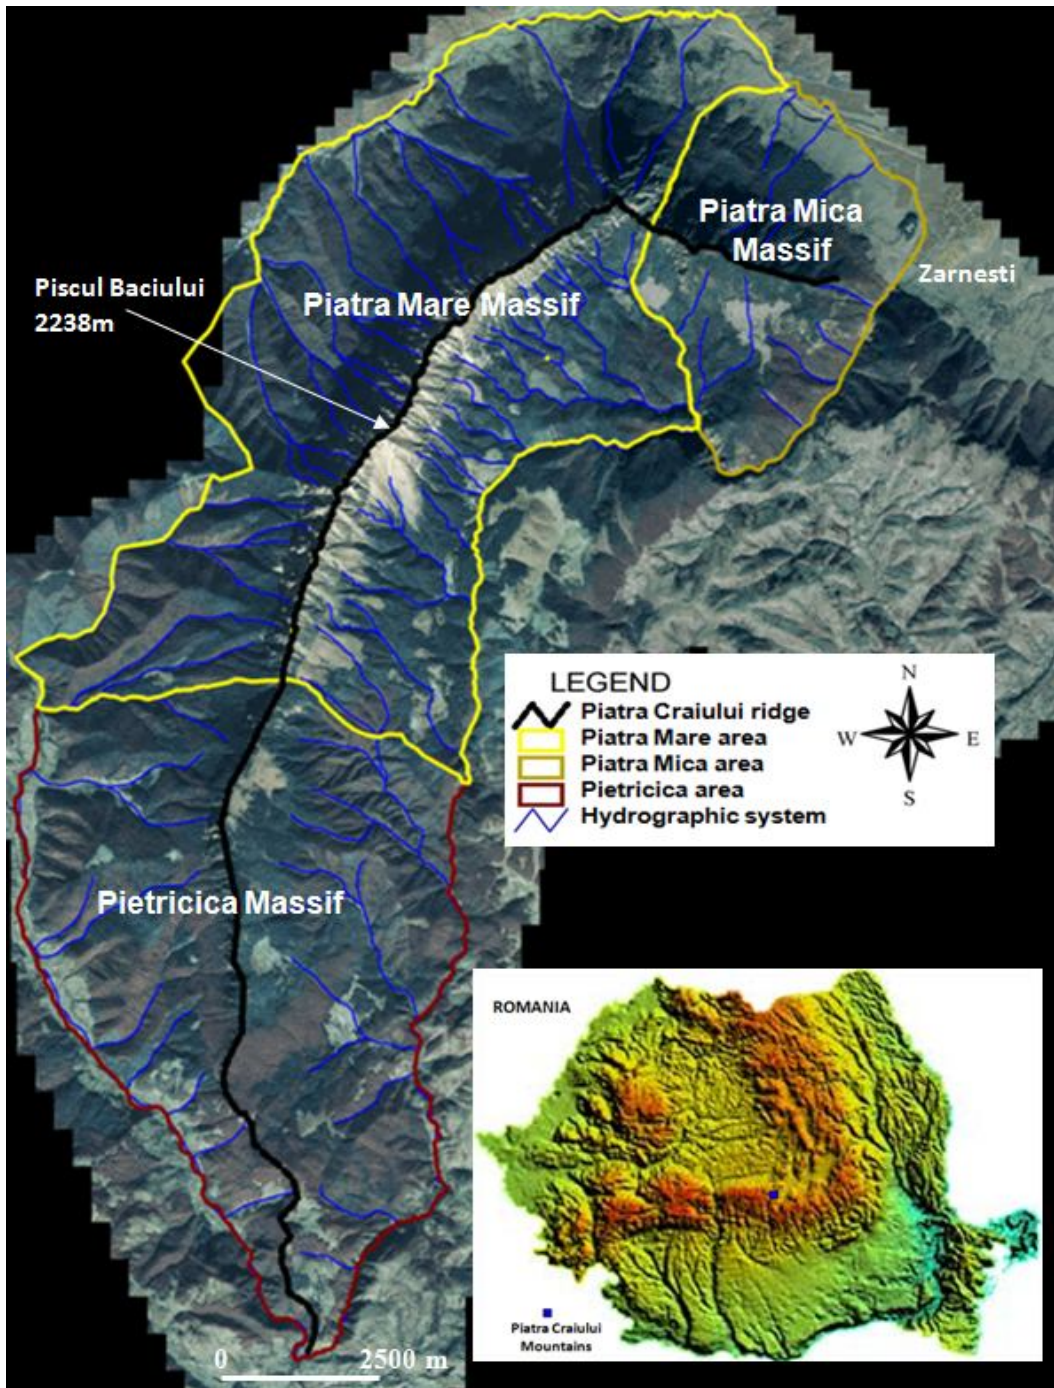 Piatra Mica
Massif
Zarnesti
Piscul Baciului
2238m
Piatra Mare Massif
LEGEND
Piatra Craiului ridge
Piatra Mare area
Piatra Mica area
Pietricica area
Hydrographic system
N
W
E
S
Pietricica Massif
ROMANIA
Piatra Craiului
Mountains
0 2500 m